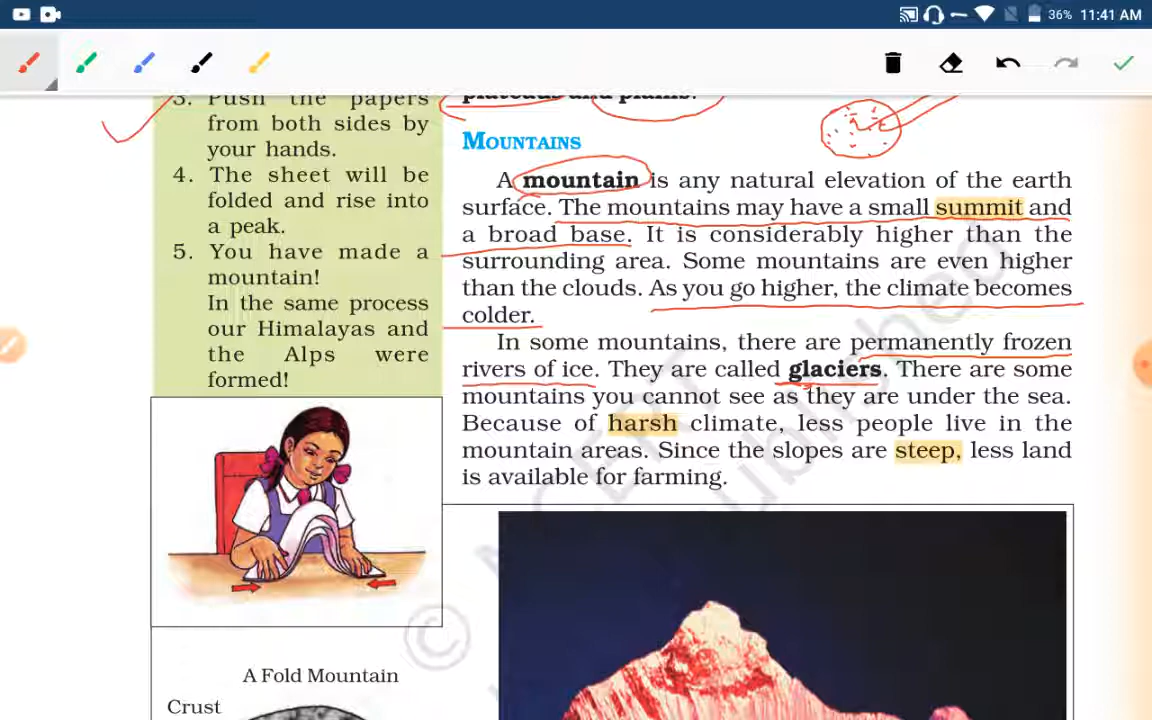 36% 11:41 AM
3. Push the papers
from both sides by
your hands.
4. The sheet will be
folded and rise into
a peak.
5. You have made a
mountain!
In the same process
our Himalayas and
the Alps were
formed!
A Fold Mountain
Crust
plateaus and plains.
MOUNTAINS
A mountain is any natural elevation of the earth
surface. The mountains may have a small summit and
a broad base. It is considerably higher than the
surrounding area. Some mountains are even higher
than the clouds. As you go higher, the climate becomes
colder.
In some mountains, there are permanently frozen
rivers of ice. They are called glaciers. There are some
mountains you cannot see as they are under the sea.
Because of harsh climate, less people live in the
mountain areas. Since the slopes are steep, less land
is available for farming.
©